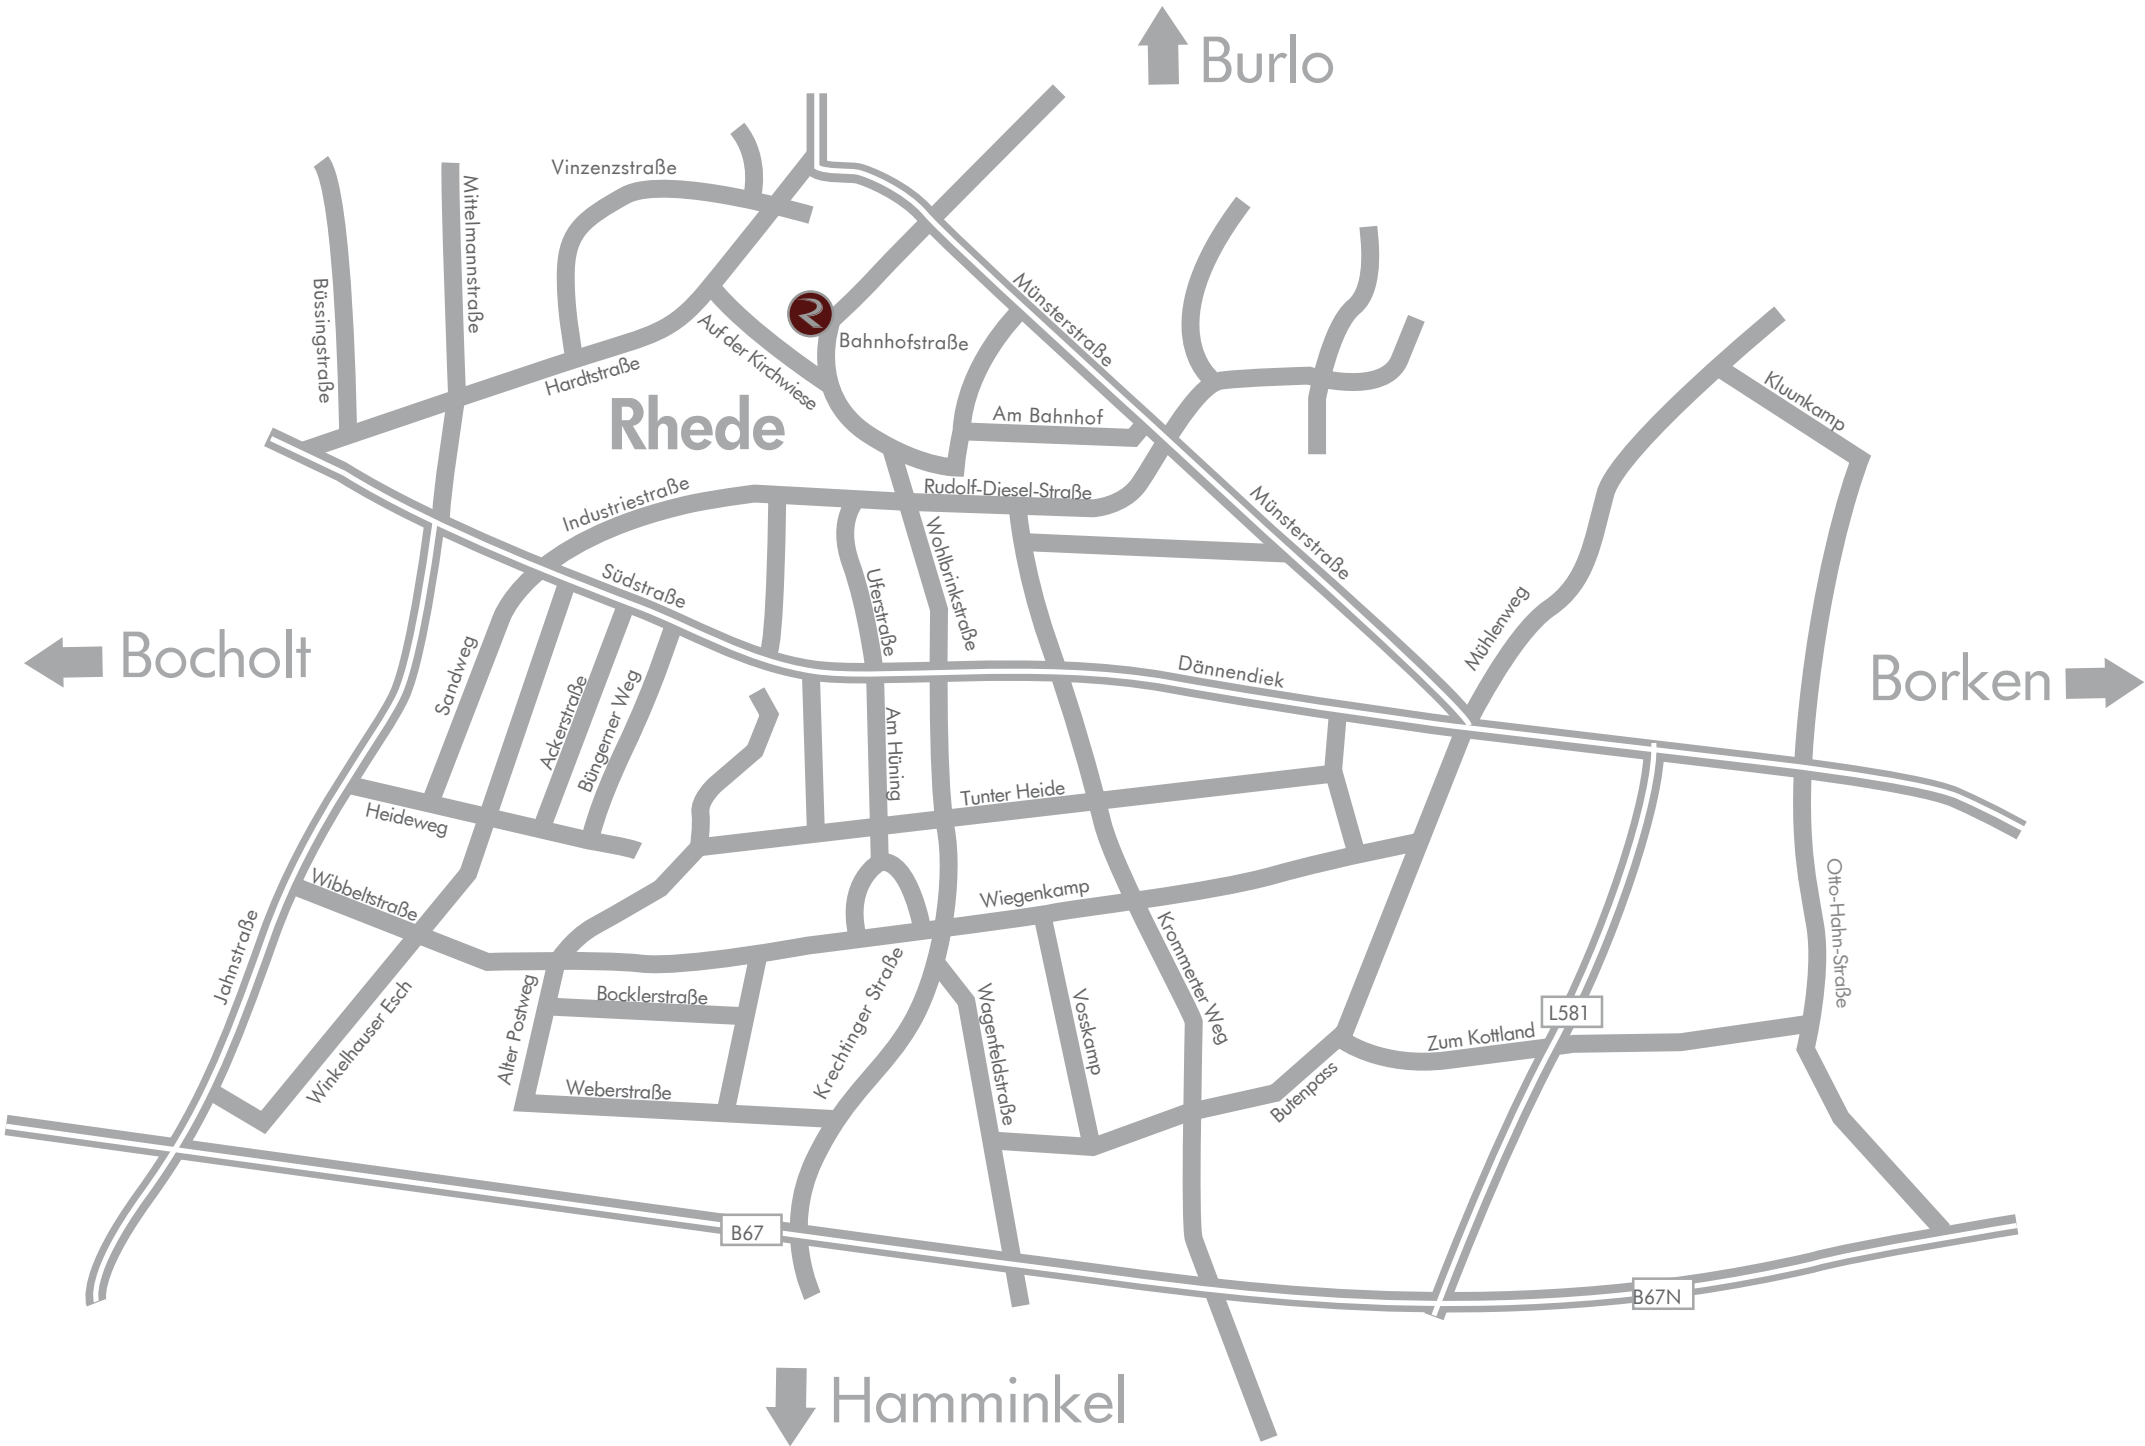 Burlo
Vinzenzstraße
Mittelmannstraße
Büssingstraße
Münsterstraße
Bahnhofstraße
Auf der Kirchwiese
Hardtstraße
Kluunkamp
Rhede
Am Bahnhof
Industriestraße
Rudolf-Diesel-Straße
Münsterstraße
Wohlbrinkstraße
Südstraße
Uferstraße
Mühlenweg
Bocholt
Sandweg
Dännendiek
Borken
Ackerstraße
Büngerner Weg
Am Hüning
Tunter Heide
Heideweg
Wibbeltstraße
Wiegenkamp
Otto-Hahn-Straße
Jahnstraße
Krommerter Weg
Krechtinger Straße
Alter Postweg
Bocklerstraße
Winkelhauser Esch
Wagenfeldstraße
Vosskamp
L581
Zum Kottland
Weberstraße
Butenpass
B67
B67N
Hamminkel